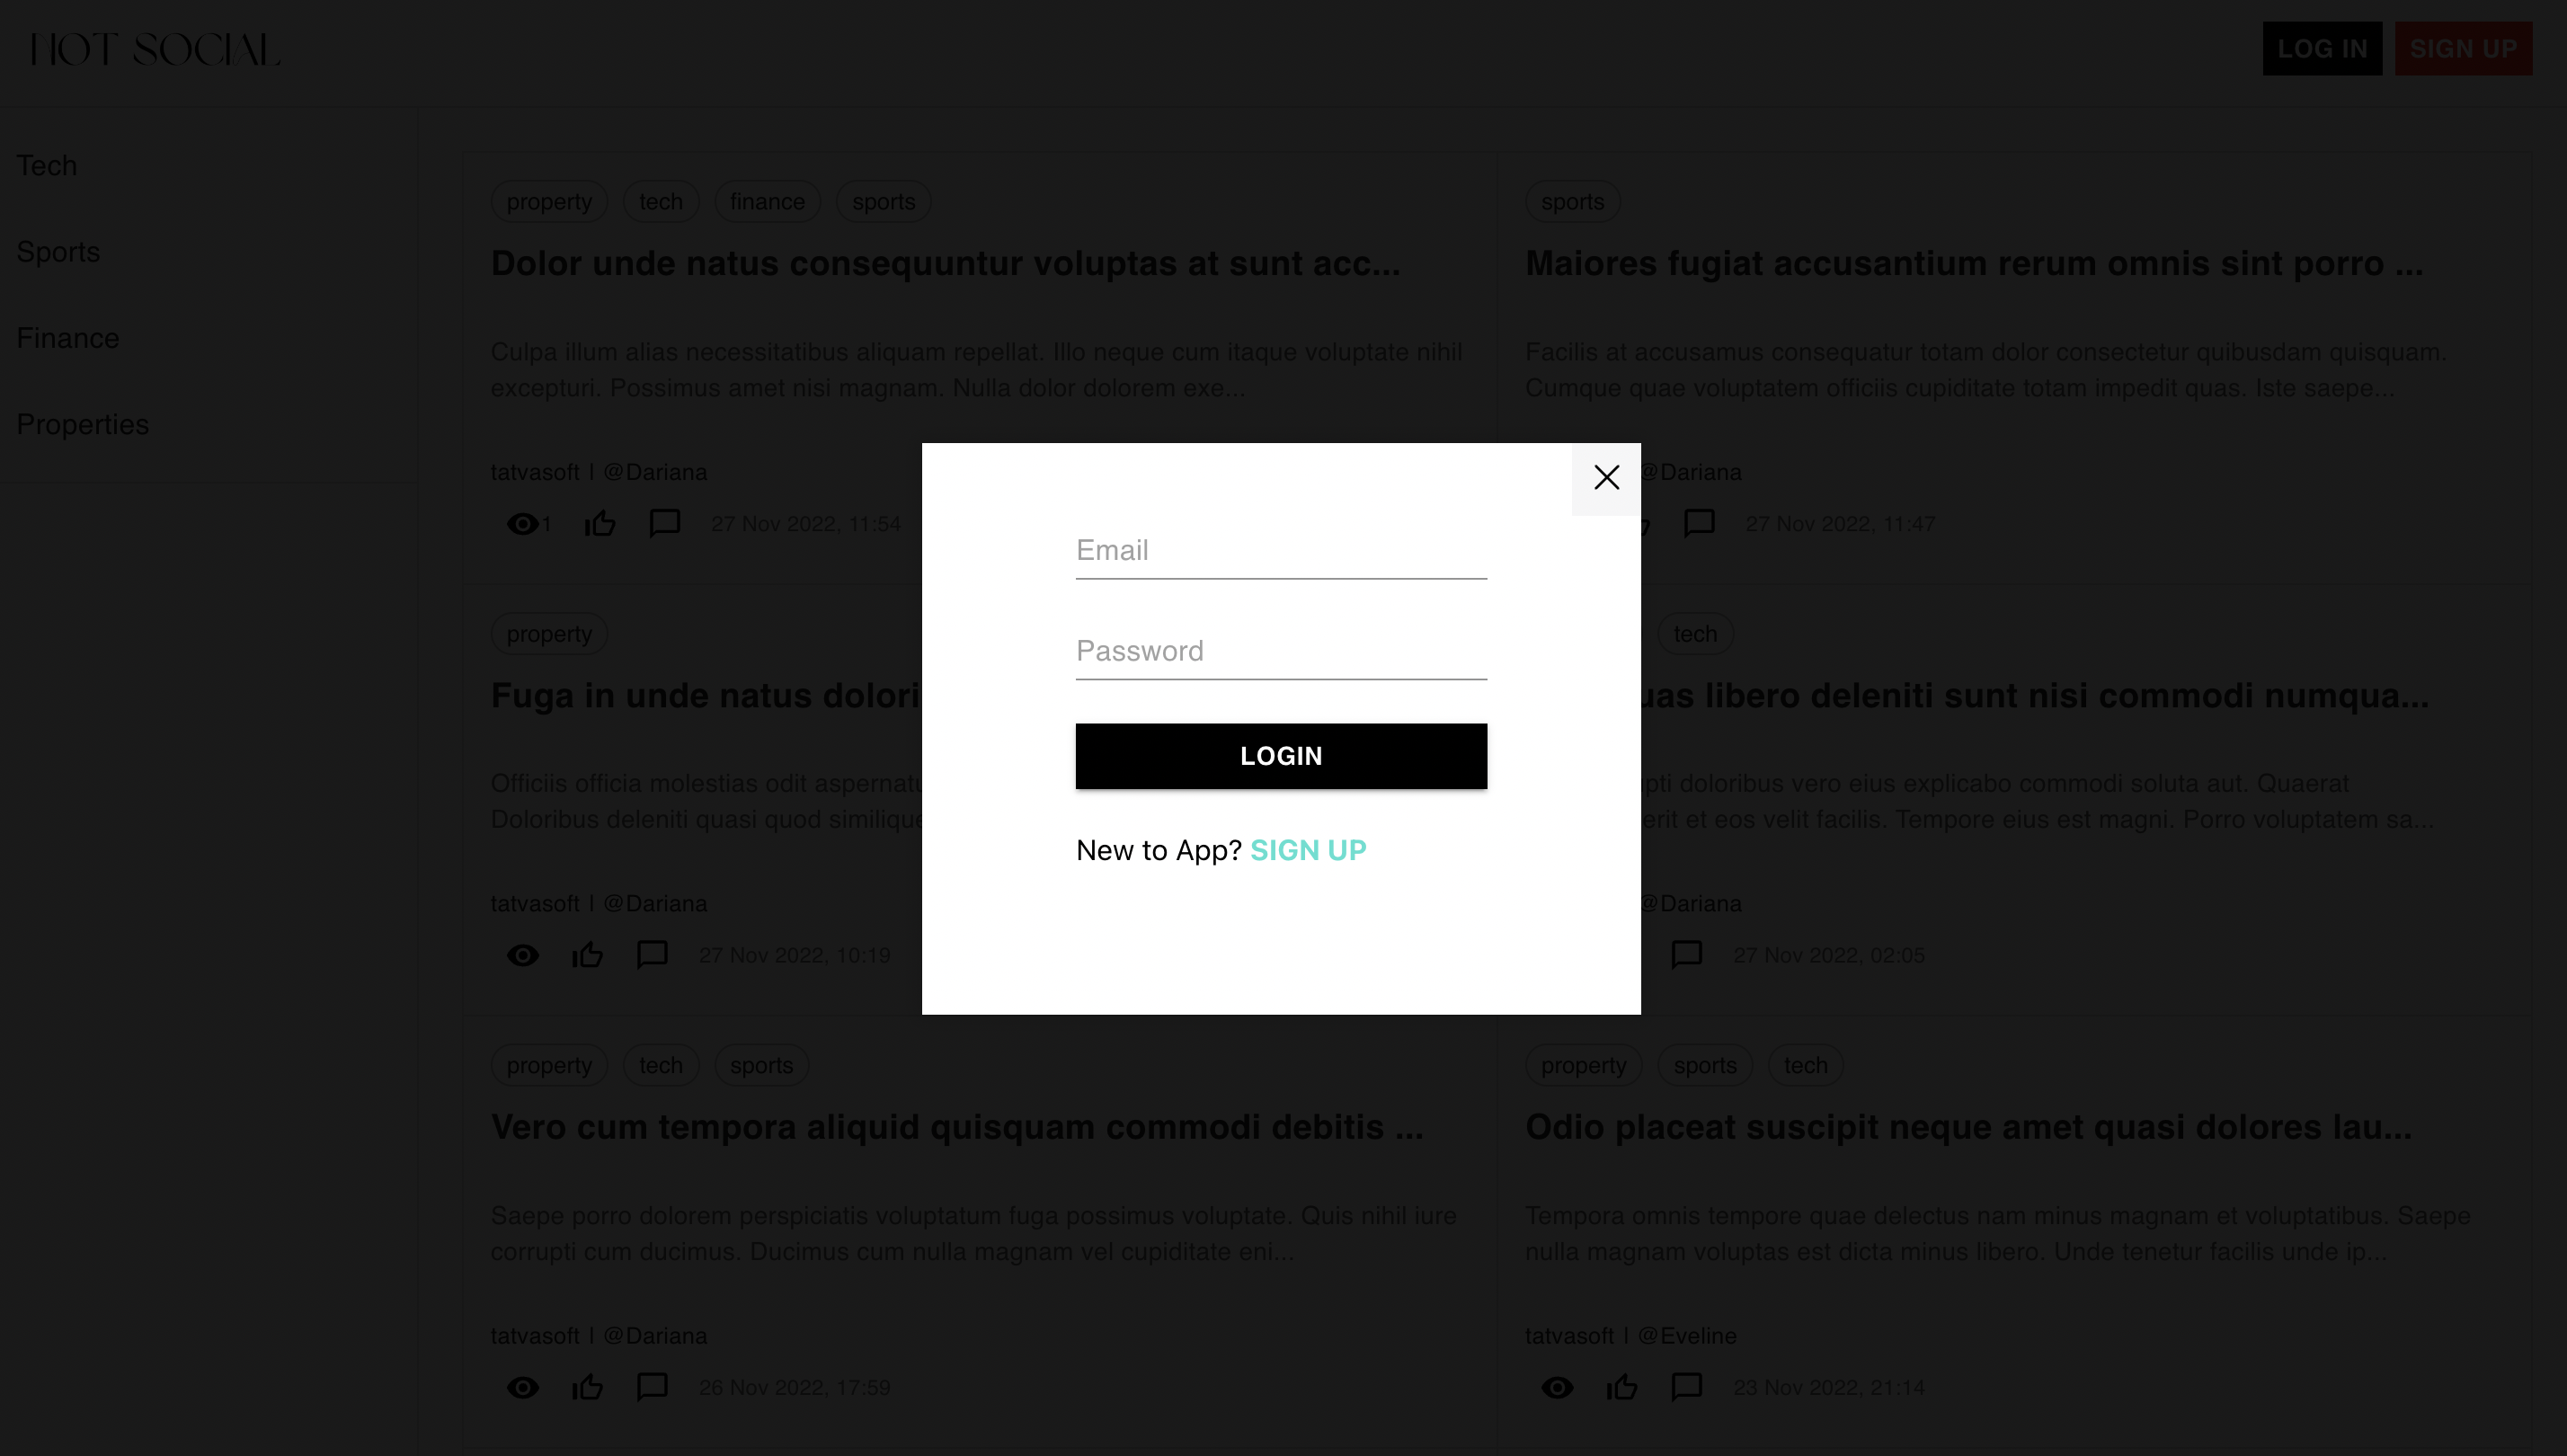 NOT SOCIAL
LOG IN
SIGN UP
Tech
Sports
Finance
Properties
property tech finance sports
Dolor unde natus consequuntur voluptas at sunt acc...
Culpa illum alias necessitatibus aliquam repellat. Illo neque cum itaque voluptate nihil
excepturi. Possimus amet nisi magnam. Nulla dolor dolorem exe...
tatvasoft | @Dariana
1 27 Nov 2022, 11:54
sports
Maiores fugiat accusantium rerum omnis sint porro ...
Facilis at accusamus consequatur totam dolor consectetur quibusdam quisquam.
Cumque quae voluptatem officiis cupiditate totam impedit quas. Iste saepe...
@Dariana
27 Nov 2022, 11:47
Email
Password
LOGIN
New to App? SIGN UP
property
Fuga in unde natus dolori
Officiis officia molestias odit aspernatu
Doloribus deleniti quasi quod similique
tatvasoft | @Dariana
27 Nov 2022, 10:19
tech
uas libero deleniti sunt nisi commodi numqua...
pti doloribus vero eius explicabo commodi soluta aut. Quaerat
erit et eos velit facilis. Tempore eius est magni. Porro voluptatem sa...
@Dariana
27 Nov 2022, 02:05
property tech sports
Vero cum tempora aliquid quisquam commodi debitis ...
Saepe porro dolorem perspiciatis voluptatum fuga possimus voluptate. Quis nihil iure
corrupti cum ducimus. Ducimus cum nulla magnam vel cupiditate eni...
tatvasoft | @Dariana
26 Nov 2022, 17:59
property sports tech
Odio placeat suscipit neque amet quasi dolores lau...
Tempora omnis tempore quae delectus nam minus magnam et voluptatibus. Saepe
nulla magnam voluptas est dicta minus libero. Unde tenetur facilis unde ip...
tatvasoft | @Eveline
23 Nov 2022, 21:14